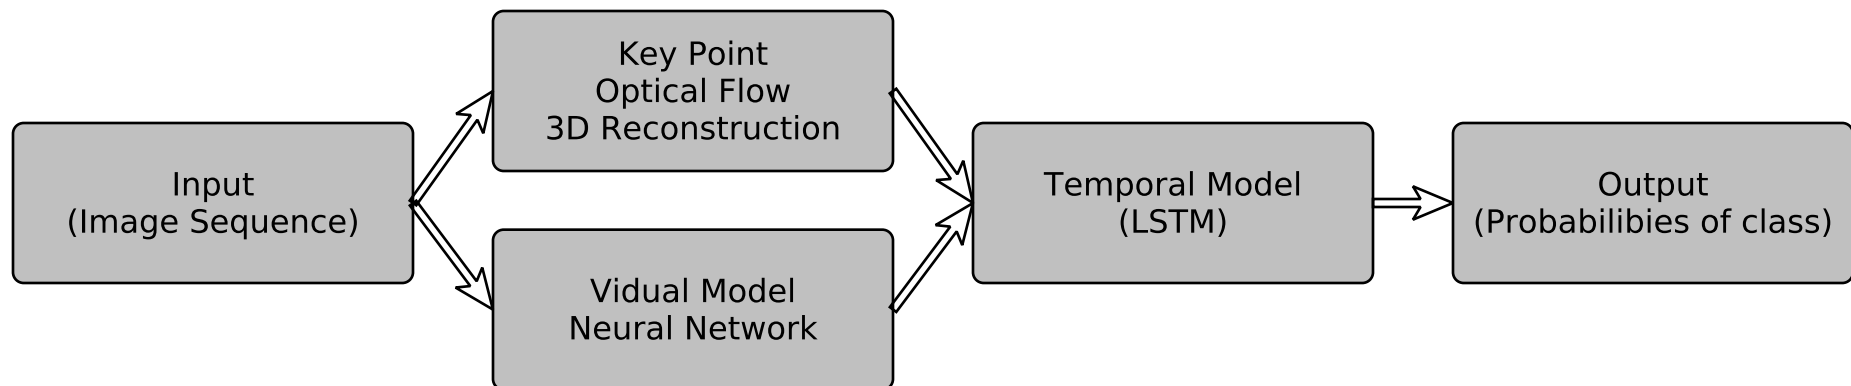 Input
(Image Sequence)
Key Point
Optical Flow
3D Reconstruction
Vidual Model
Neural Network
Temporal Model
(LSTM)
Output
(Probabilibies of class)